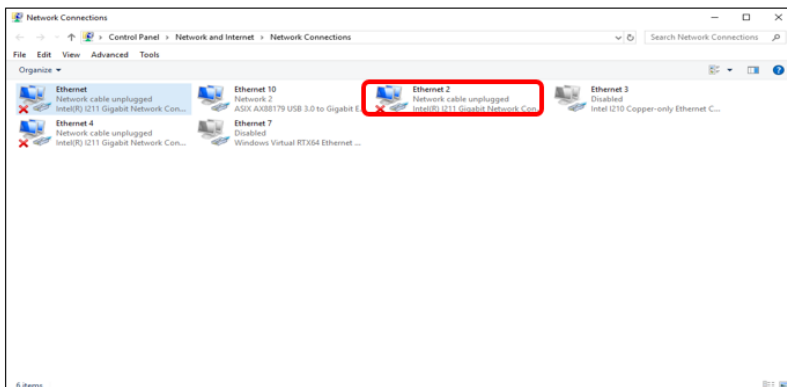 Network Connections
Control Panel > Network and Internet > Network Connections
Search Network Connections
File Edit View Advanced Tools
Organize
Ethernet
Network cable unplugged
Intel(R) I211 Gigabit Network Con...
Ethernet 10
Network 2
ASIX AX88179 USB 3.0 to Gigabit E...
Ethernet 2
Network cable unplugged
Intel(R) I211 Gigabit Network Con...
Ethernet 3
Disabled
Intel I210 Copper-only Ethernet C...
Ethernet 4
Network cable unplugged
Intel(R) I211 Gigabit Network Con...
Ethernet 7
Disabled
Windows Virtual RTX64 Ethernet ...
6 items